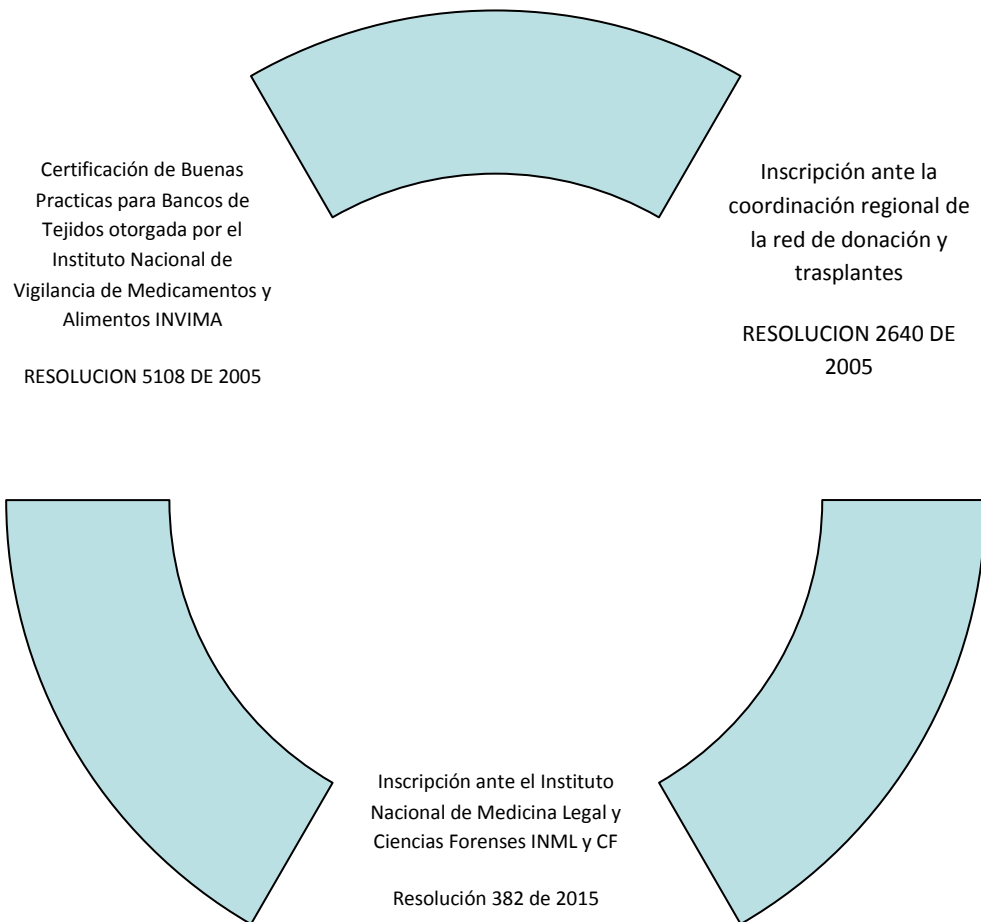 Certificación de Buenas
Practicas para Bancos de
Tejidos otorgada por el
Instituto Nacional de
Vigilancia de Medicamentos y
Alimentos INVIMA
RESOLUCION 5108 DE 2005
Inscripción ante la
coordinación regional de
la red de donación y
trasplantes
RESOLUCION 2640 DE
2005
Inscripción ante el Instituto
Nacional de Medicina Legal y
Ciencias Forenses INML y CF
Resolución 382 de 2015